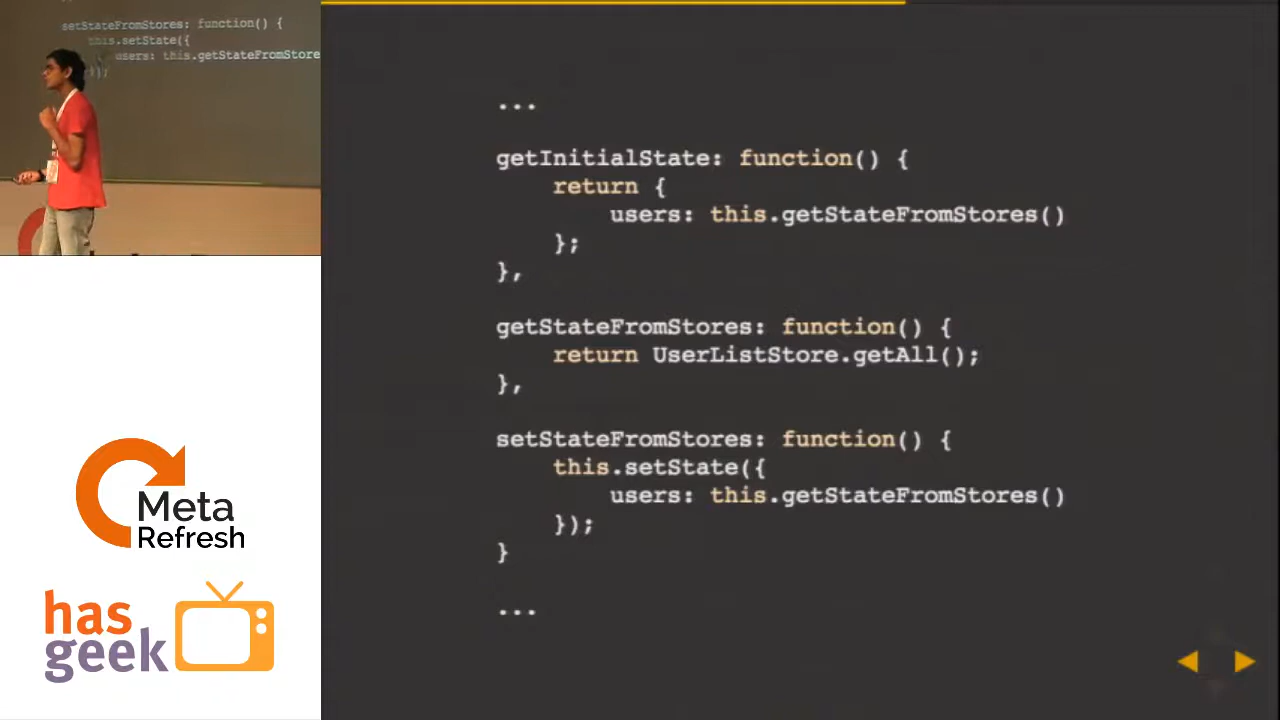 setStateFromStores: function() {
this.setState({
users: this.getStateFromStore
});
...
getInitialState: function() {
return {
users: this.getStateFromStores()
};
},
getStateFromStores: function() {
return UserListStore.getAll();
},
setStateFromStores: function() {
this.setState({
users: this.getStateFromStores()
});
}
...
Meta
Refresh
has
geek